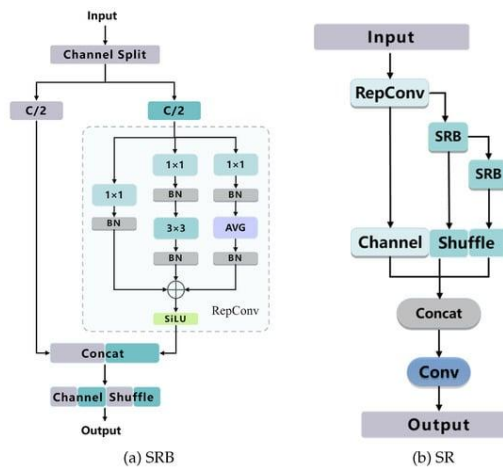 Input
Channel Split
C/2
C/2
1×1
1×1
1×1
BN
BN
BN
3×3
AVG
BN
BN
RepConv
SiLU
Concat
Channel Shuffle
Output
(a) SRB
Input
RepConv
SRB
SRB
Channel Shuffle
Concat
Conv
Output
(b) SR